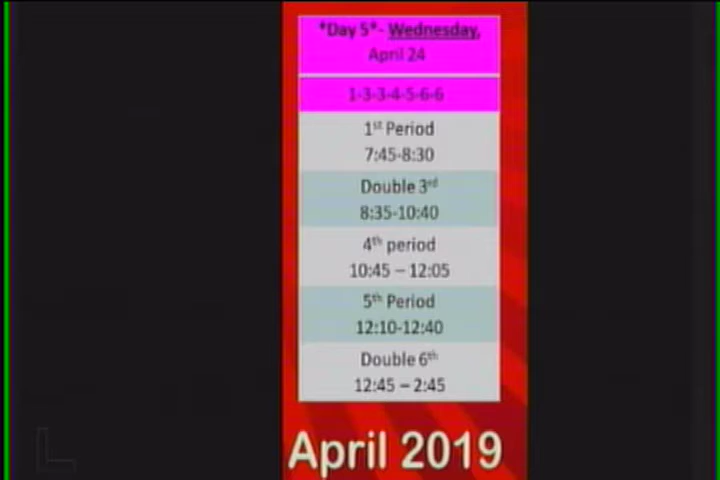 *Day 5*- Wednesday,
April 24
1-3-3-4-5-6-6
1st Period
7:45-8:30
Double 3rd
8:35-10:40
4th period
10:45 – 12:05
5th Period
12:10-12:40
Double 6th
12:45 – 2:45
April 2019